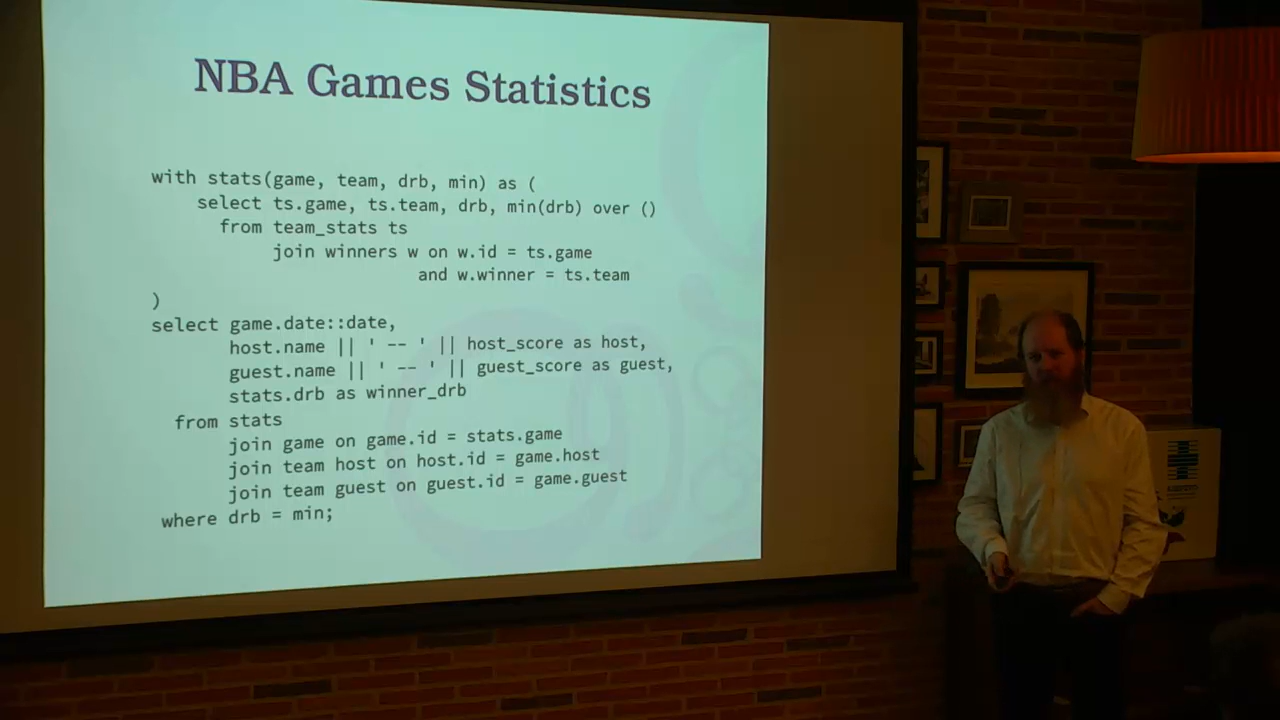 NBA Games Statistics
with stats(game, team, drb, min) as (
select ts.game, ts.team, drb, min(drb) over ()
from team_stats ts
join winners w on w.id = ts.game
and w.winner = ts.team
)
select game.date::date,
host.name || ' -- ' || host_score as host,
guest.name || ' -- ' || guest_score as guest,
stats.drb as winner_drb
from stats
join game on game.id = stats.game
join team host on host.id = game.host
join team guest on guest.id = game.guest
where drb = min;